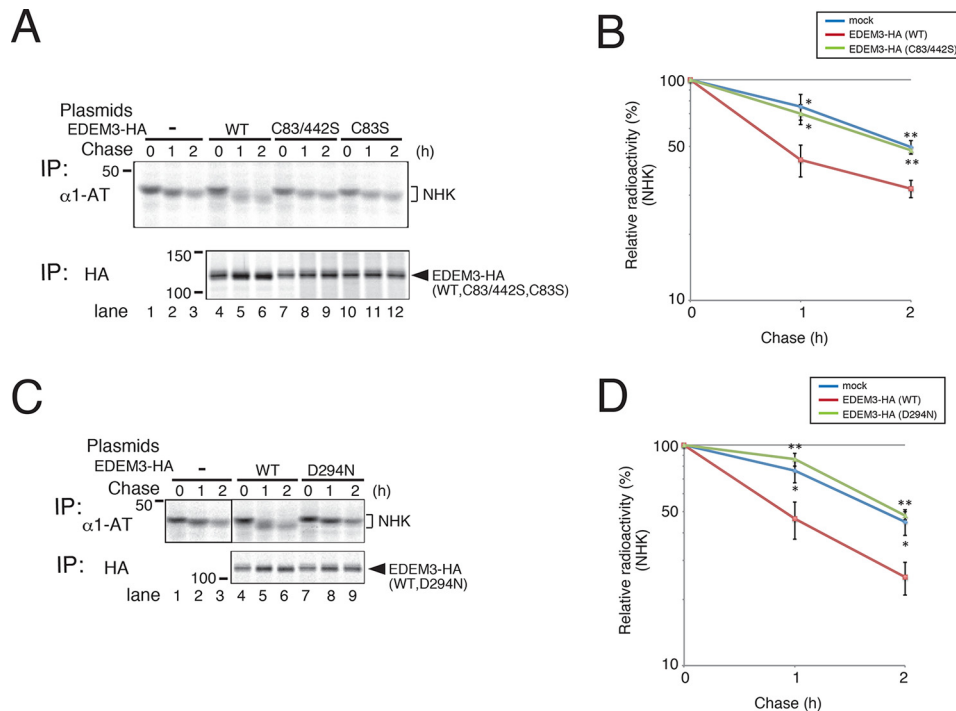 A
Plasmids
EDEM3-HA - WT C83/442S C83S
Chase 0 1 2 0 1 2 0 1 2 0 1 2 (h)
IP: 50
α1-AT NHK
150
IP: HA EDEM3-HA
(WT,C83/442S,C83S)
100
lane 1 2 3 4 5 6 7 8 9 10 11 12
B
mock
EDEM3-HA (WT)
EDEM3-HA (C83/442S)
100
50
10
Relative radioactivity (%)
(NHK)
*
*
**
**
0 1 2
Chase (h)
C
Plasmids
EDEM3-HA - WT D294N
Chase 0 1 2 0 1 2 0 1 2 (h)
50
IP:
α1-AT NHK
IP: HA EDEM3-HA
100 (WT,D294N)
lane 1 2 3 4 5 6 7 8 9
D
mock
EDEM3-HA (WT)
EDEM3-HA (D294N)
100
50
10
Relative radioactivity (%)
(NHK)
**
*
**
*
0 1 2
Chase (h)